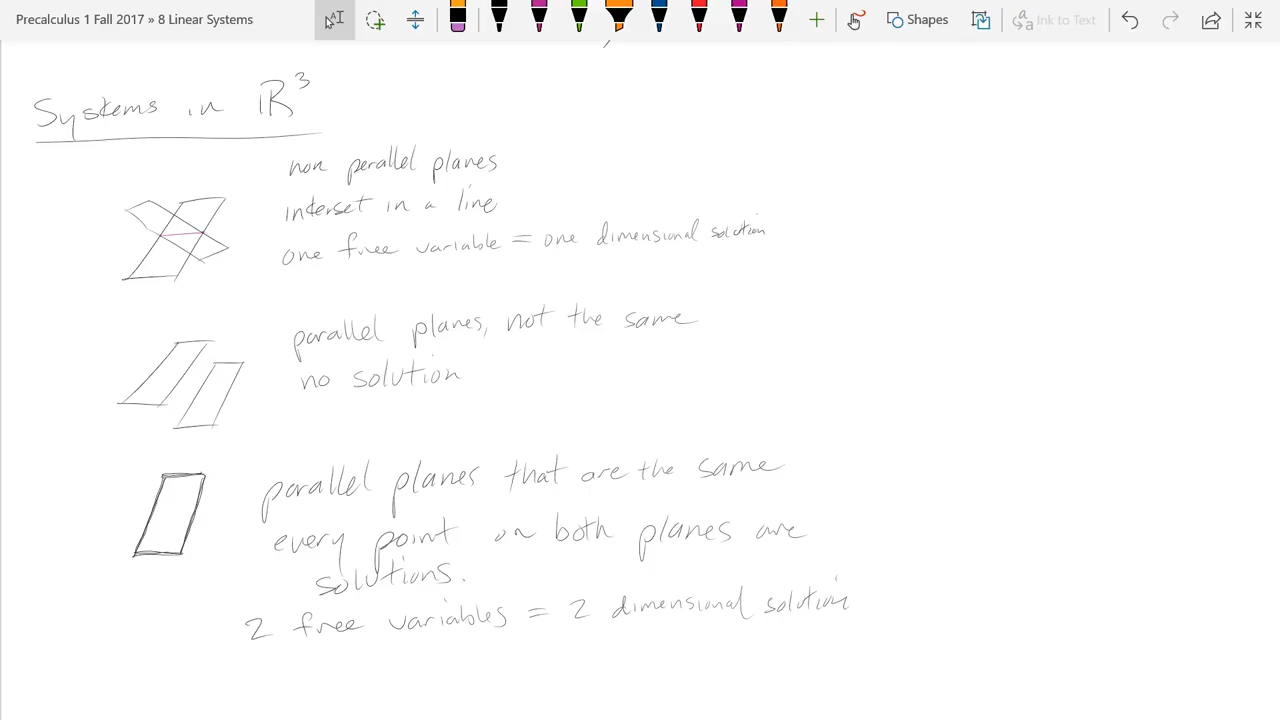 Precalculus 1 Fall 2017 » 8 Linear Systems
Shapes
Ink to Text
Systems in ℝ³
non perallel planes
interset in a line
one free variable = one dimensional solution
parallel planes, not the same
no solution
parallel planes that are the same
every point on both planes are
solutions.
2 free variables = 2 dimensional solution